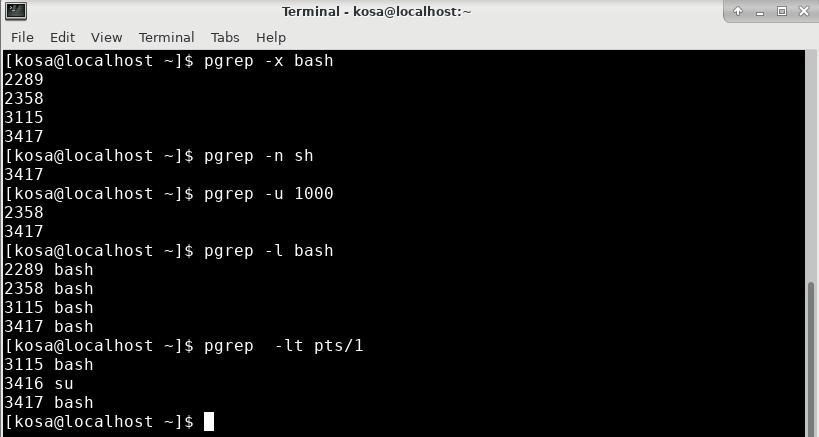 Terminal - kosa@localhost:~
File Edit View Terminal Tabs Help
[kosa@localhost ~]$ pgrep -x bash
2289
2358
3115
3417
[kosa@localhost ~]$ pgrep -n sh
3417
[kosa@localhost ~]$ pgrep -u 1000
2358
3417
[kosa@localhost ~]$ pgrep -l bash
2289 bash
2358 bash
3115 bash
3417 bash
[kosa@localhost ~]$ pgrep  -lt pts/1
3115 bash
3416 su
3417 bash
[kosa@localhost ~]$